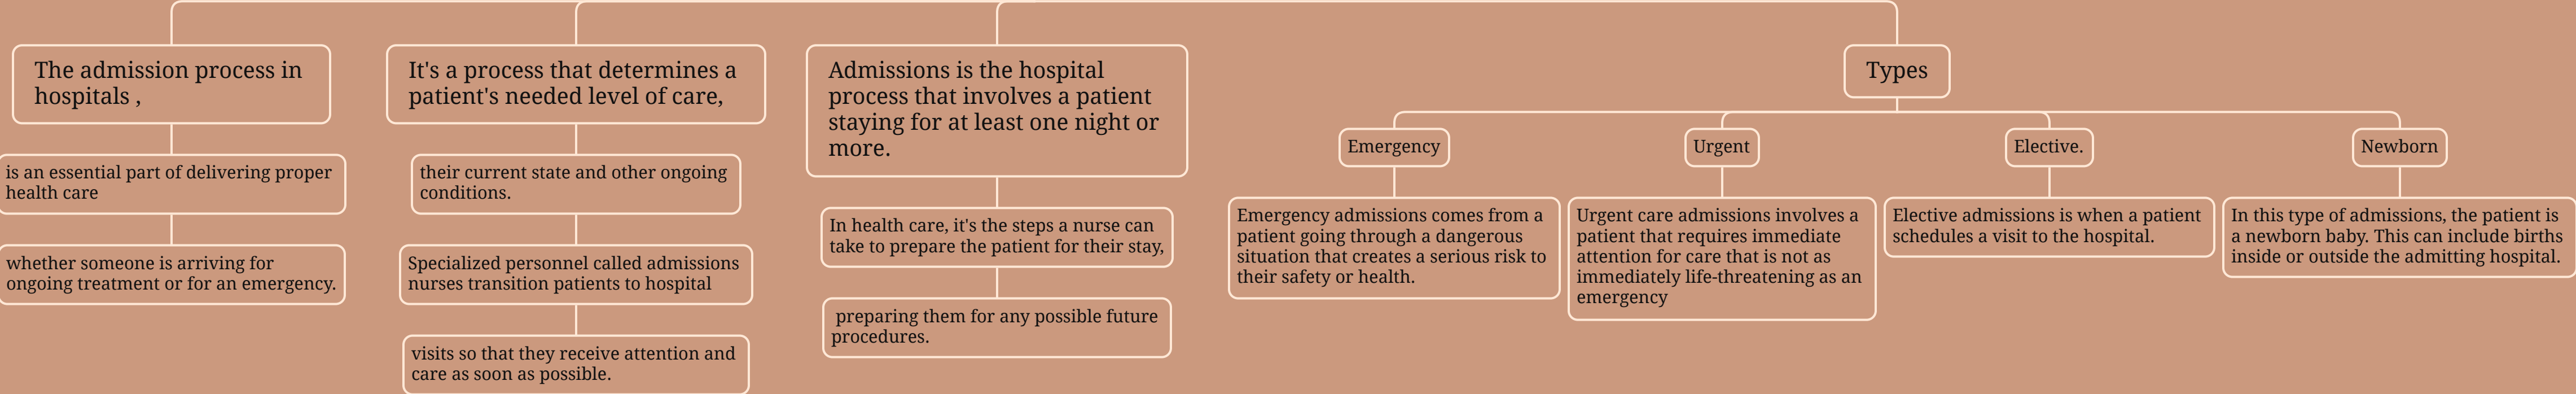 The admission process in
hospitals ,
is an essential part of delivering proper
health care
whether someone is arriving for
ongoing treatment or for an emergency.
It's a process that determines a
patient's needed level of care,
their current state and other ongoing
conditions.
Specialized personnel called admissions
nurses transition patients to hospital
visits so that they receive attention and
care as soon as possible.
Admissions is the hospital
process that involves a patient
staying for at least one night or
more.
In health care, it's the steps a nurse can
take to prepare the patient for their stay,
preparing them for any possible future
procedures.
Types
Emergency
Emergency admissions comes from a
patient going through a dangerous
situation that creates a serious risk to
their safety or health.
Urgent
Urgent care admissions involves a
patient that requires immediate
attention for care that is not as
immediately life-threatening as an
emergency
Elective.
Elective admissions is when a patient
schedules a visit to the hospital.
Newborn
In this type of admissions, the patient is
a newborn baby. This can include births
inside or outside the admitting hospital.